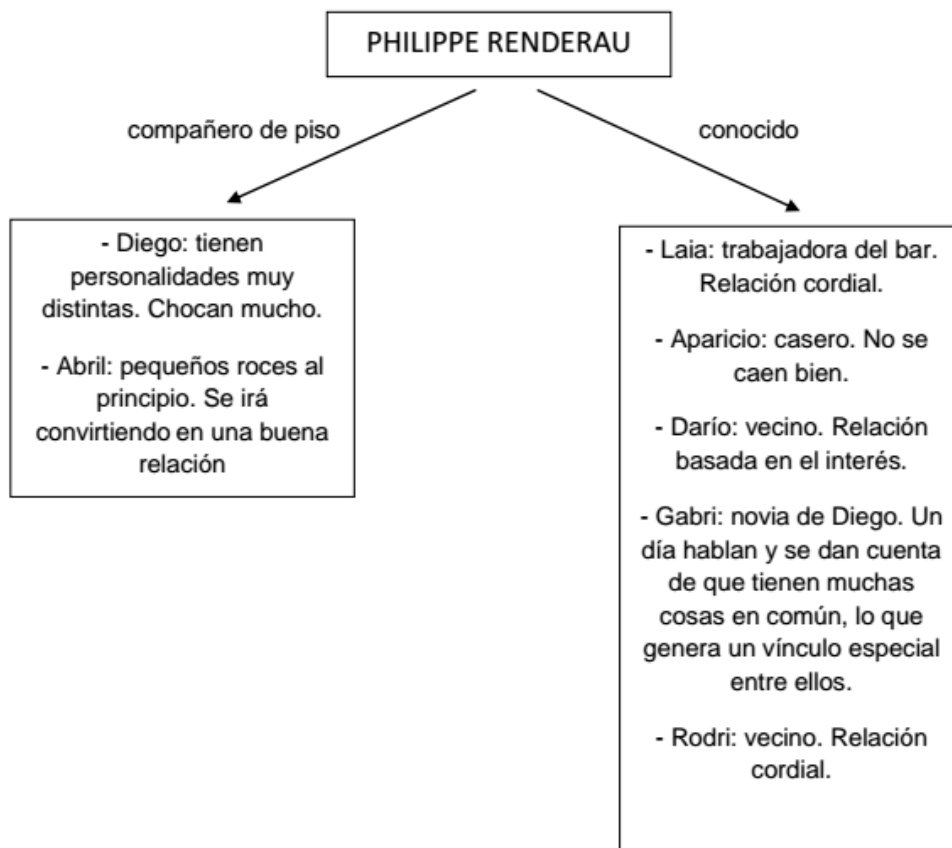 PHILIPPE RENDERAU
compañero de piso
conocido
- Diego: tienen
personalidades muy
distintas. Chocan mucho.
- Abril: pequeños roces al
principio. Se irá
convirtiendo en una buena
relación
- Laia: trabajadora del bar.
Relación cordial.
- Aparicio: casero. No se
caen bien.
- Darío: vecino. Relación
basada en el interés.
- Gabri: novia de Diego. Un
día hablan y se dan cuenta
de que tienen muchas
cosas en común, lo que
genera un vínculo especial
entre ellos.
- Rodri: vecino. Relación
cordial.